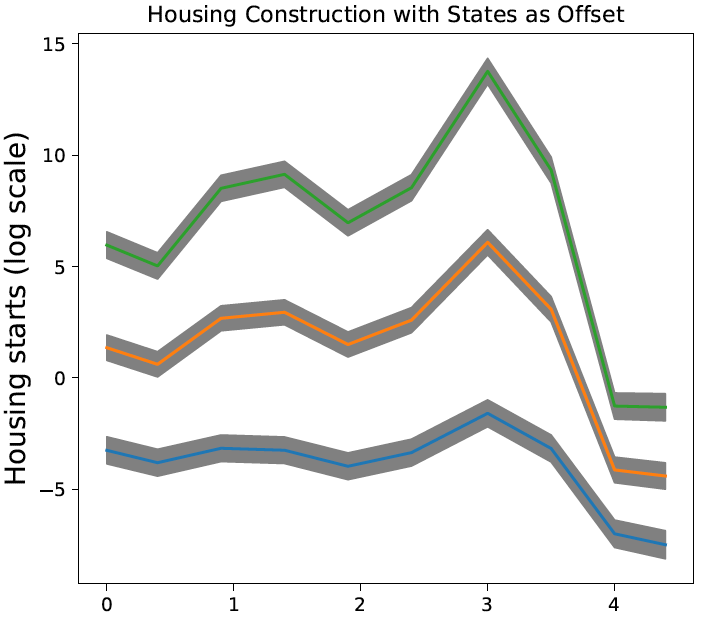 Housing Construction with States as Offset
Housing starts (log scale)
15
10
5
0
−5
0 1 2 3 4